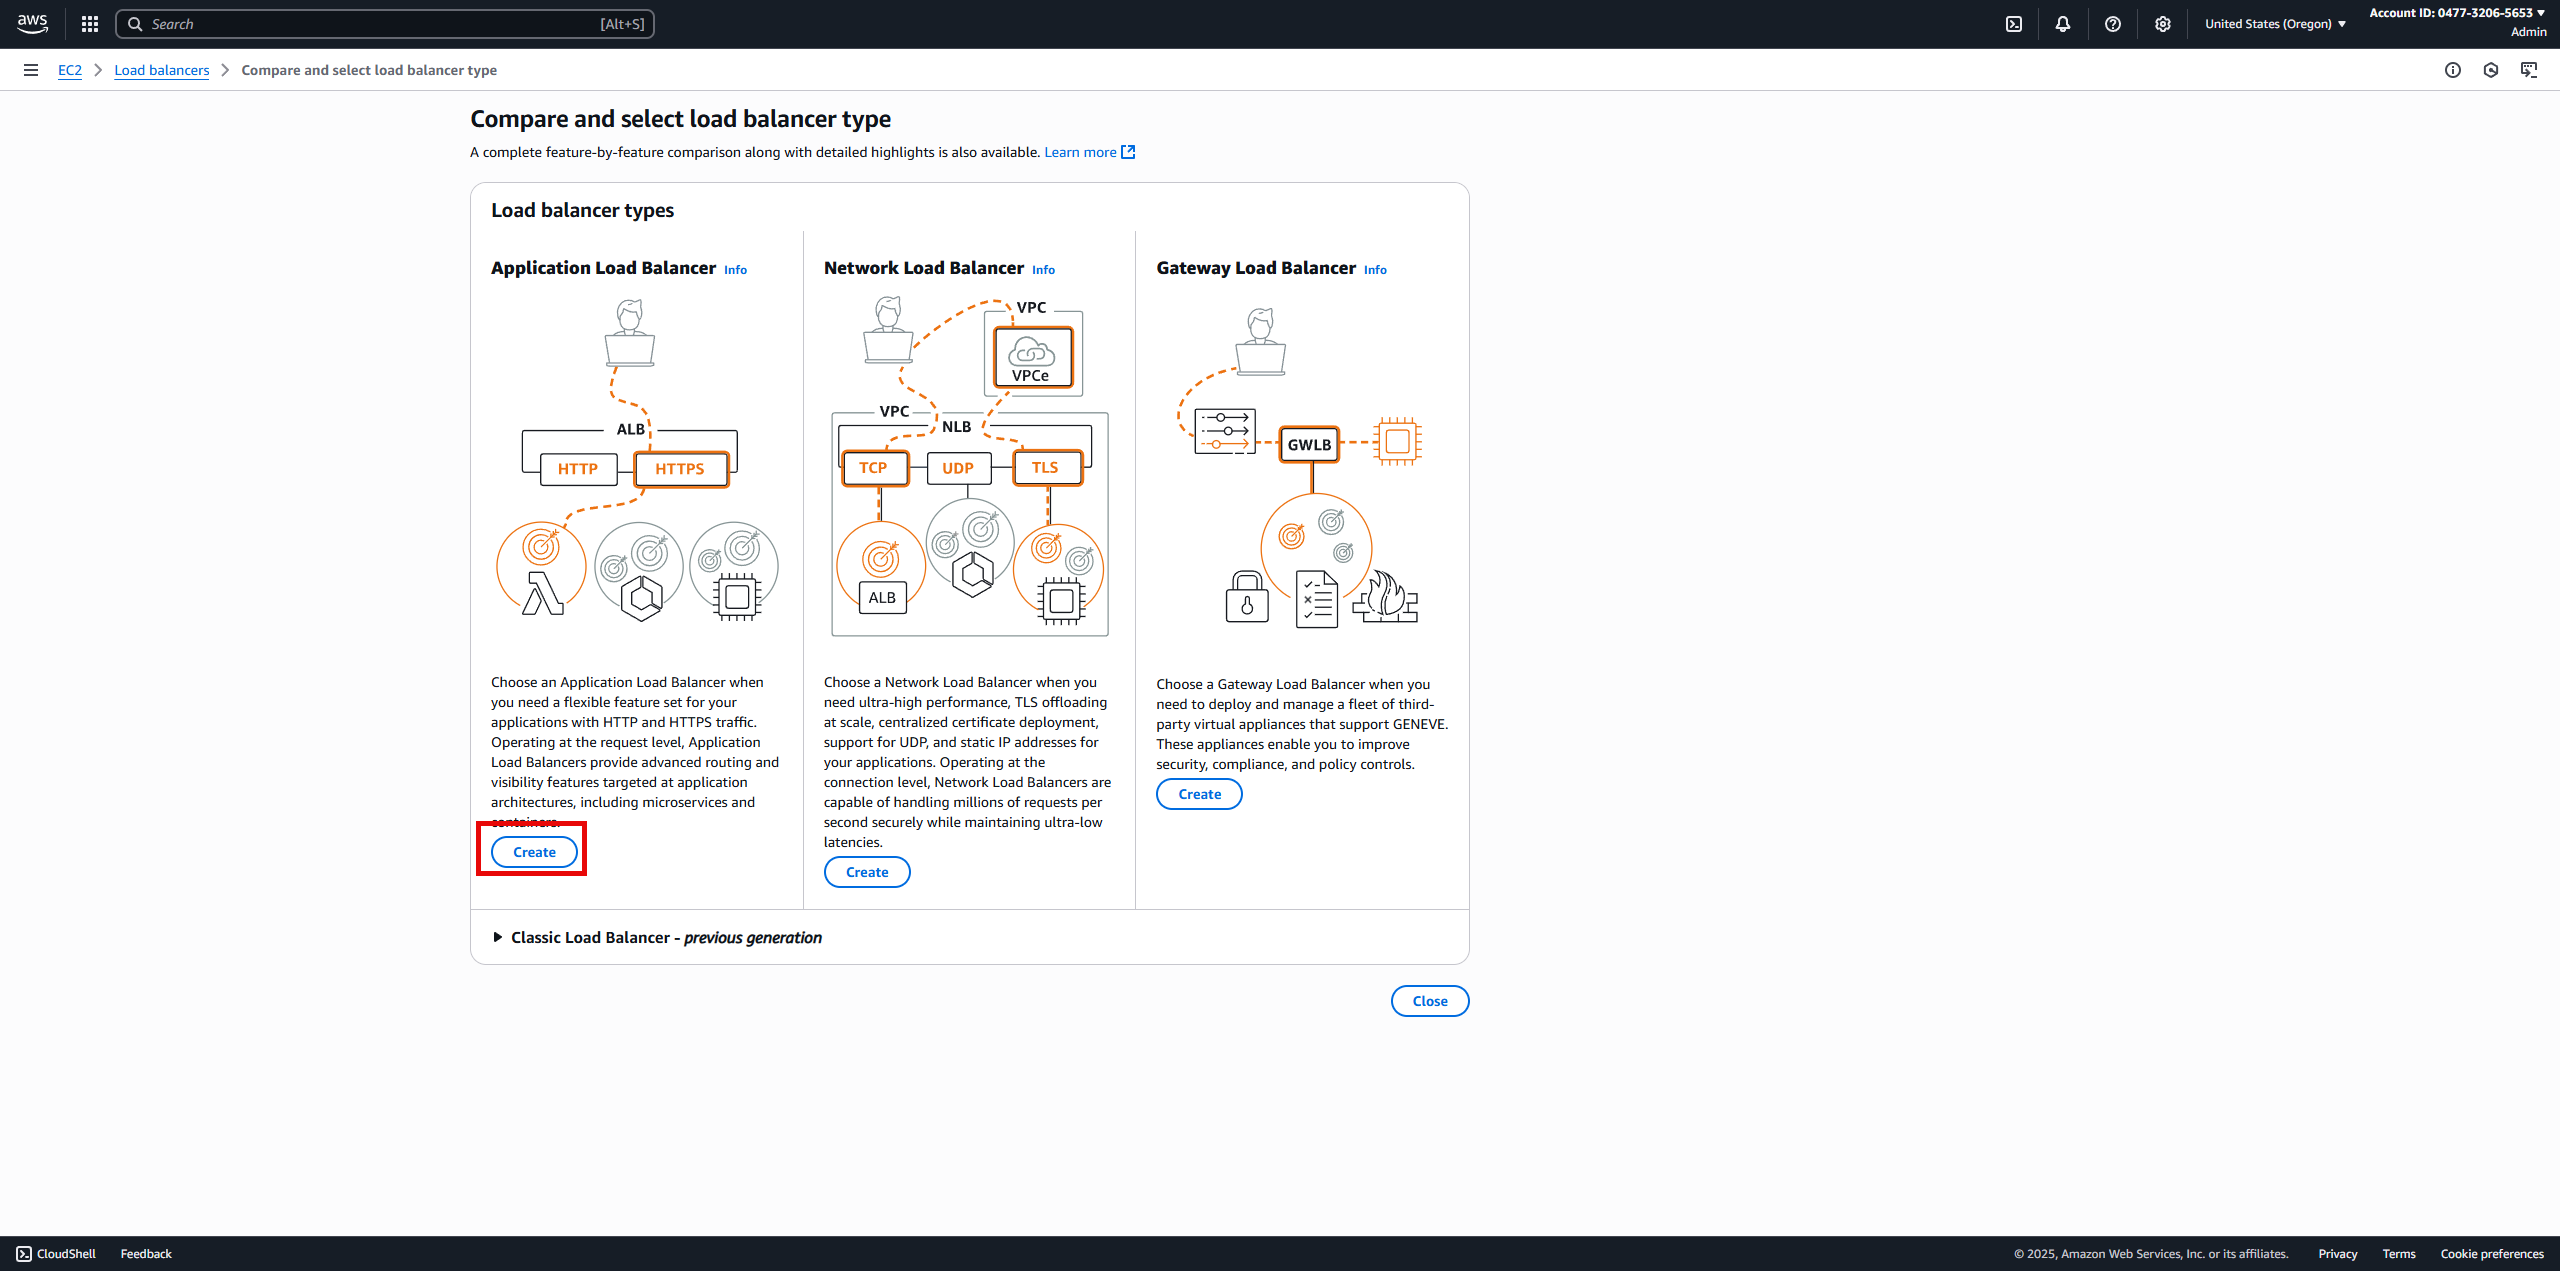 aws
Search [Alt+S]
United States (Oregon)
Account ID: 0477-3206-5653
Admin
EC2 > Load balancers > Compare and select load balancer type
Compare and select load balancer type
A complete feature-by-feature comparison along with detailed highlights is also available. Learn more
Load balancer types
Application Load Balancer Info
ALB
HTTP
HTTPS
Choose an Application Load Balancer when
you need a flexible feature set for your
applications with HTTP and HTTPS traffic.
Operating at the request level, Application
Load Balancers provide advanced routing and
visibility features targeted at application
architectures, including microservices and
containers.
Create
Network Load Balancer Info
VPC
VPCe
VPC
NLB
TCP
UDP
TLS
ALB
Choose a Network Load Balancer when you
need ultra-high performance, TLS offloading
at scale, centralized certificate deployment,
support for UDP, and static IP addresses for
your applications. Operating at the
connection level, Network Load Balancers are
capable of handling millions of requests per
second securely while maintaining ultra-low
latencies.
Create
Gateway Load Balancer Info
GWLB
Choose a Gateway Load Balancer when you
need to deploy and manage a fleet of third-
party virtual appliances that support GENEVE.
These appliances enable you to improve
security, compliance, and policy controls.
Create
Classic Load Balancer - previous generation
Close
CloudShell
Feedback
© 2025, Amazon Web Services, Inc. or its affiliates.
Privacy
Terms
Cookie preferences